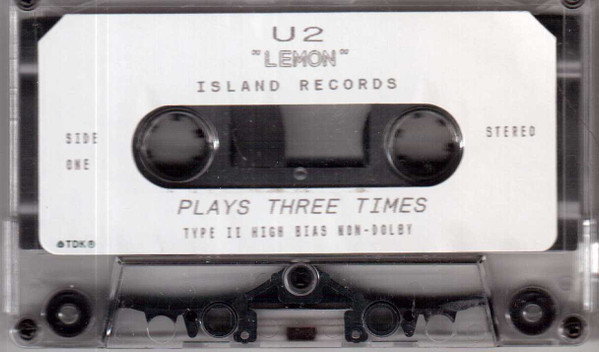 U2
"LEMON"
ISLAND RECORDS
SIDE
ONE
STEREO
PLAYS THREE TIMES
TYPE II HIGH BIAS NON-DOLBY
TDK®